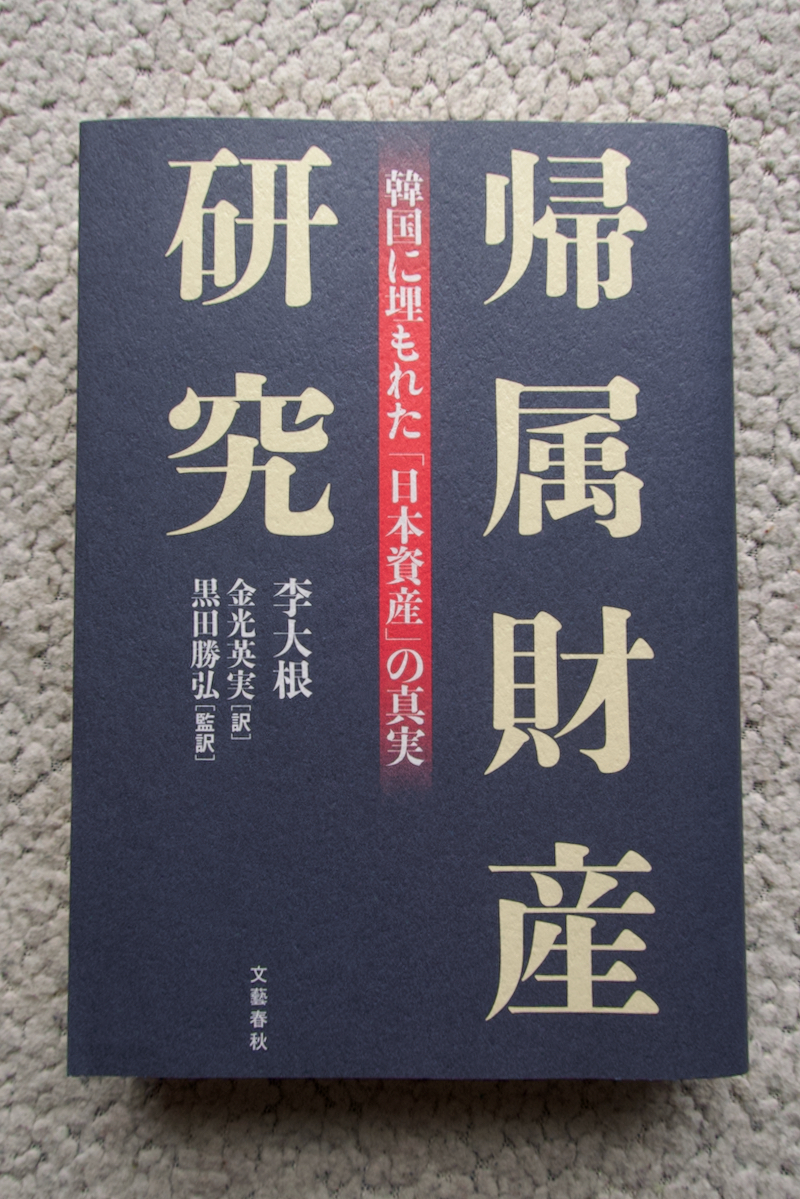 帰属財産
研究
韓国に埋もれた「日本資産」の真実
李大根
金光英実[訳]
黒田勝弘[監訳]
文藝春秋